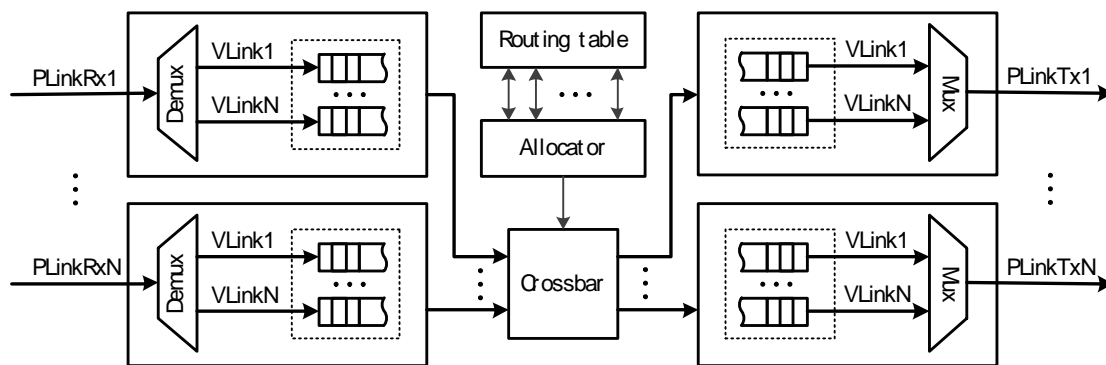 PLinkRx1
Demux
VLink1
VLinkN
Routing table
Allocator
VLink1
VLinkN
Mux
PLinkTx1
PLinkRxN
Demux
VLink1
VLinkN
Crossbar
VLink1
VLinkN
Mux
PLinkTxN